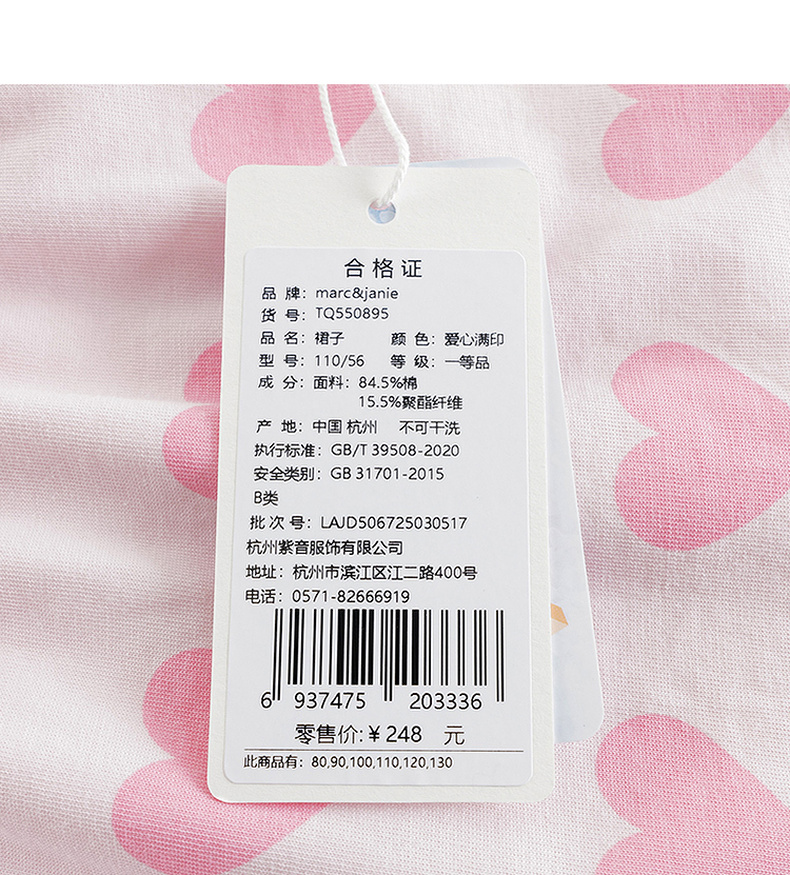 合格证
品 牌：marc&janie
货 号：TQ550895
品 名：裙子 颜 色：爱心满印
型 号：110/56 等 级：一等品
成 分：面料：84.5%棉
15.5%聚酯纤维
产 地：中国 杭州 不可干洗
执行标准：GB/T 39508-2020
安全类别：GB 31701-2015
B类
批 次 号：LAJD506725030517
杭州紫音服饰有限公司
地址：杭州市滨江区江二路400号
电话：0571-82666919
6 937475 203336
零售价:￥248 元
此商品有：80,90,100,110,120,130